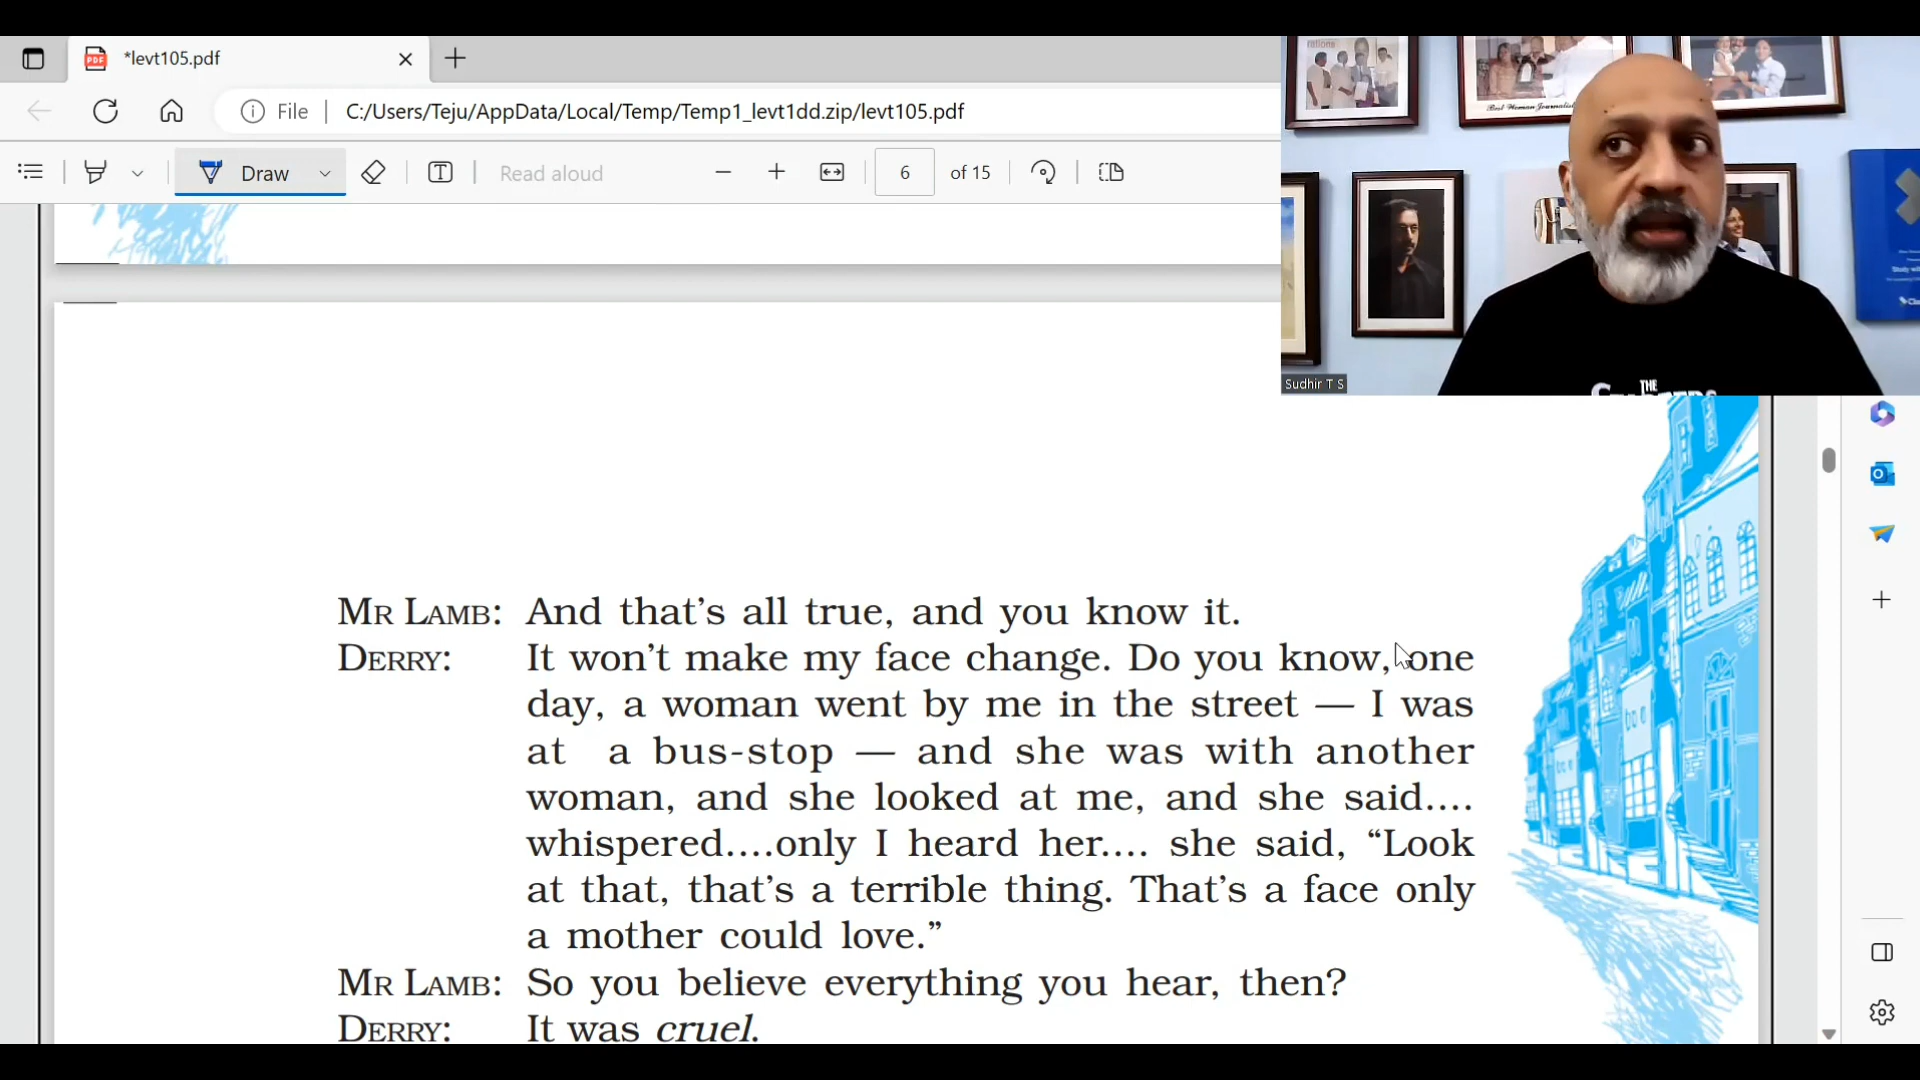 *levt105.pdf
File
C:/Users/Teju/AppData/Local/Temp/Temp1_levt1dd.zip/levt105.pdf
Draw
Read aloud
6
of 15
rations
Best Woman Journalist
Sudhir T S
THE
MR LAMB: And that's all true, and you know it.
DERRY: It won't make my face change. Do you know, one
day, a woman went by me in the street — I was
at a bus-stop — and she was with another
woman, and she looked at me, and she said....
whispered....only I heard her.... she said, “Look
at that, that's a terrible thing. That's a face only
a mother could love.”
MR LAMB: So you believe everything you hear, then?
DERRY: It was cruel.